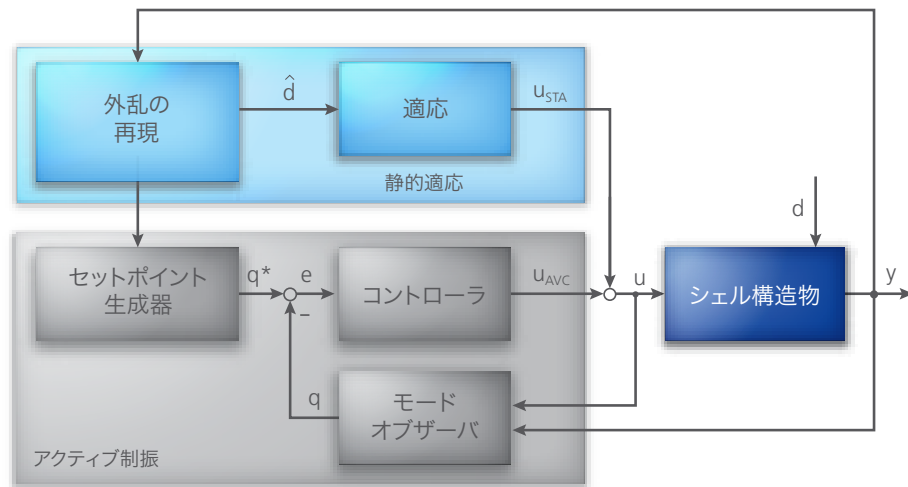 外乱の
再現
d̂
適応
u_STA
静的適応
d
セットポイント
生成器
q*
e
−
コントローラ
u_AVC
u
シェル構造物
y
q
モード
オブザーバ
アクティブ制振